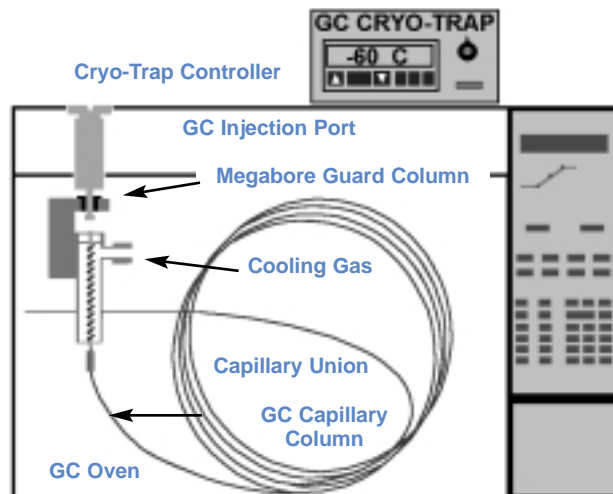 GC CRYO-TRAP
-60 C
Cryo-Trap Controller
GC Injection Port
Megabore Guard Column
Cooling Gas
Capillary Union
GC Capillary
Column
GC Oven